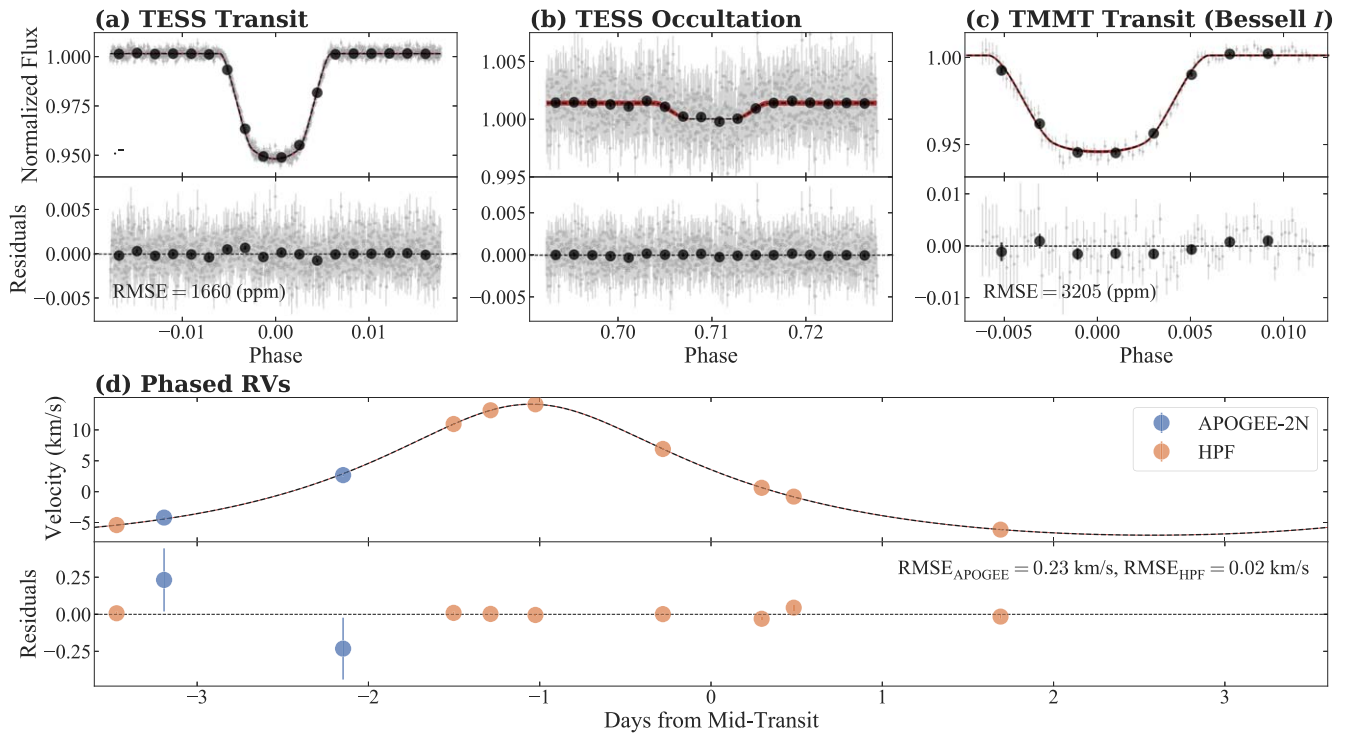 (a) TESS Transit
(b) TESS Occultation
(c) TMMT Transit (Bessell I)
Normalized Flux
1.000
0.975
0.950
1.005
1.000
0.995
1.00
0.95
Residuals
0.005
0.000
−0.005
RMSE = 1660 (ppm)
0.005
0.000
−0.005
0.01
0.00
−0.01
RMSE = 3205 (ppm)
−0.01 0.00 0.01
0.70 0.71 0.72
−0.005 0.000 0.005 0.010
Phase
Phase
Phase
(d) Phased RVs
Velocity (km/s)
10
5
0
−5
APOGEE-2N
HPF
Residuals
0.25
0.00
−0.25
RMSE_APOGEE = 0.23 km/s, RMSE_HPF = 0.02 km/s
−3 −2 −1 0 1 2 3
Days from Mid-Transit